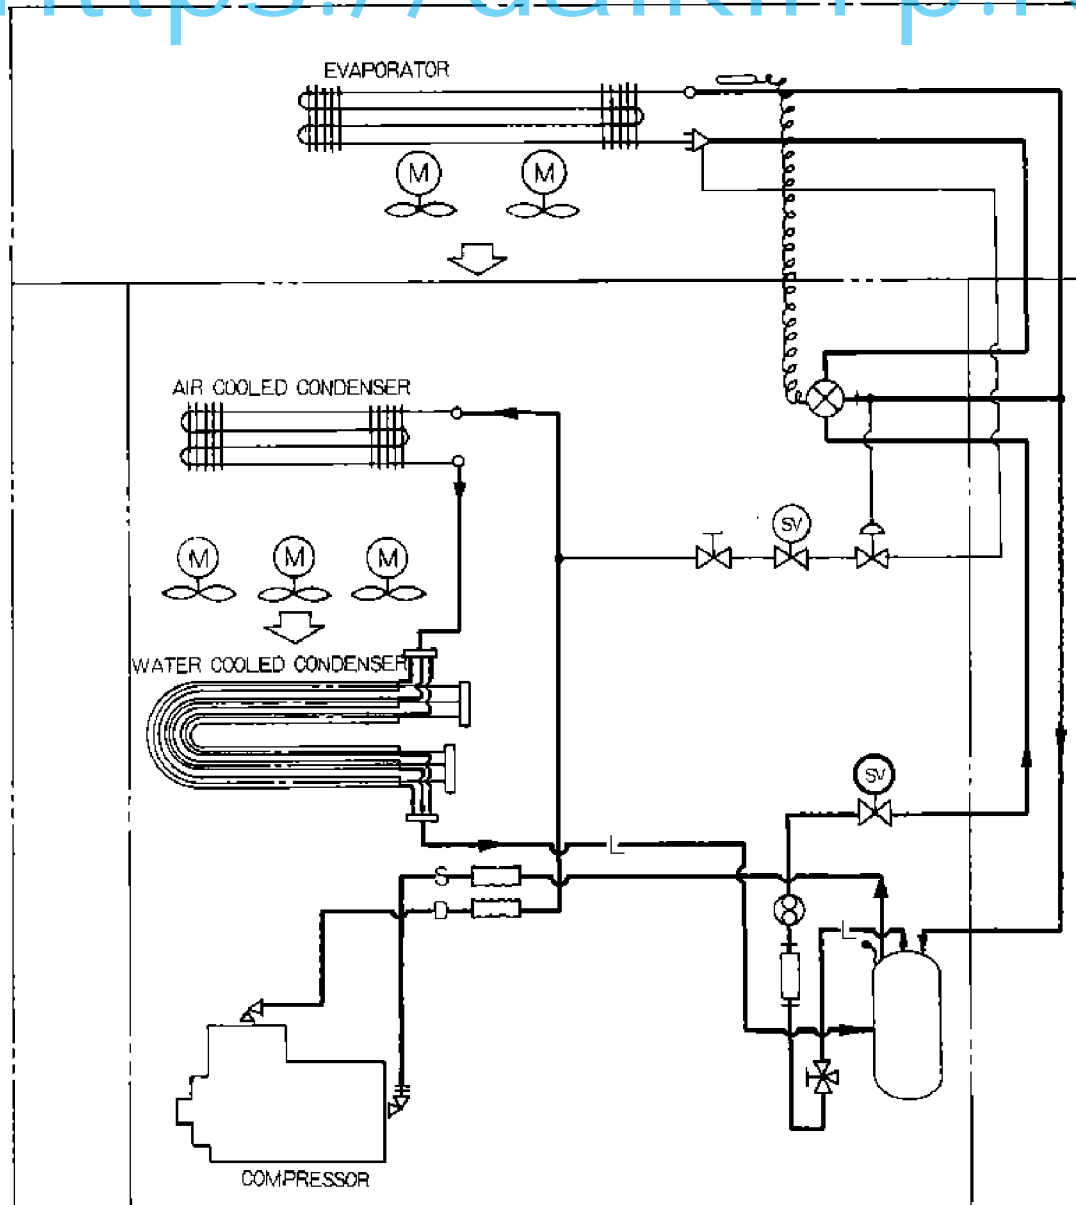 EVAPORATOR
M M
AIR COOLED CONDENSER
SV
M M M
WATER COOLED CONDENSER
SV
L
S
D
L
COMPRESSOR